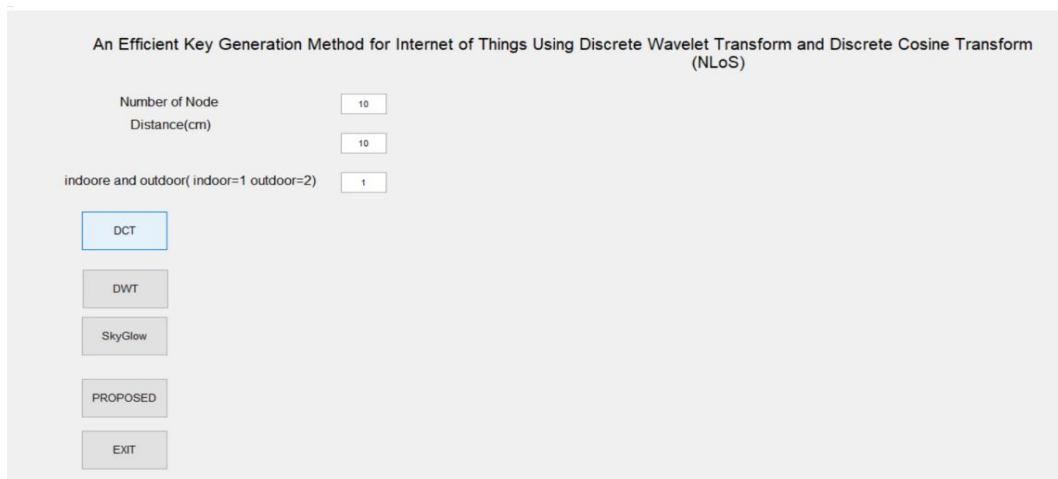 An Efficient Key Generation Method for Internet of Things Using Discrete Wavelet Transform and Discrete Cosine Transform
(NLoS)
Number of Node
10
Distance(cm)
10
indoore and outdoor( indoor=1 outdoor=2)
1
DCT
DWT
SkyGlow
PROPOSED
EXIT